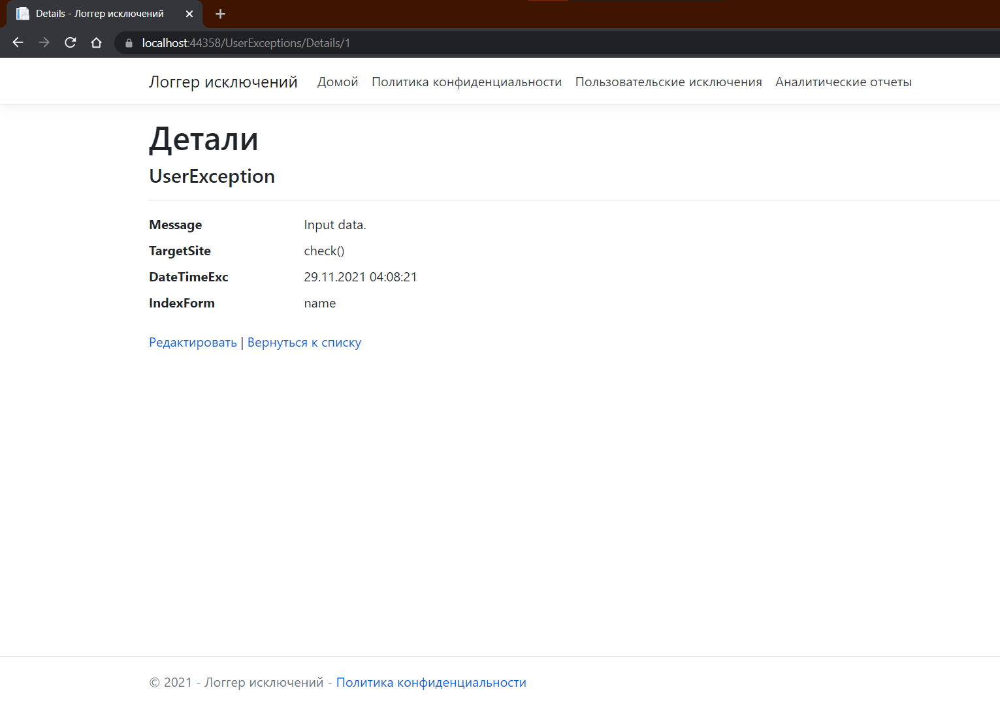 Details - Логгер исключений
localhost:44358/UserExceptions/Details/1
Логгер исключений Домой Политика конфиденциальности Пользовательские исключения Аналитические отчеты
Детали
UserException
Message Input data.
TargetSite check()
DateTimeExc 29.11.2021 04:08:21
IndexForm name
Редактировать | Вернуться к списку
© 2021 - Логгер исключений - Политика конфиденциальности